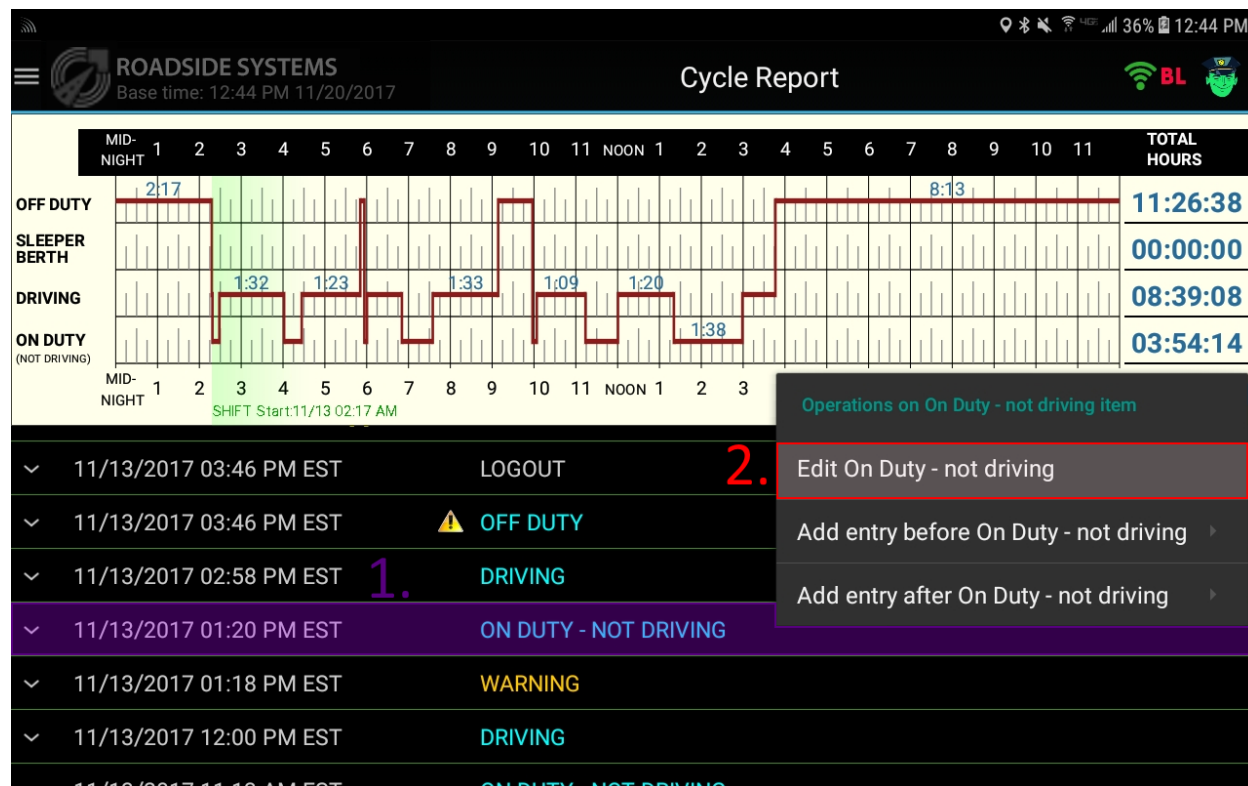 36% 12:44 PM
ROADSIDE SYSTEMS
Base time: 12:44 PM 11/20/2017
Cycle Report
BL
MID-NIGHT 1 2 3 4 5 6 7 8 9 10 11 NOON 1 2 3 4 5 6 7 8 9 10 11 TOTAL HOURS
OFF DUTY 2:17 8:13 11:26:38
SLEEPER BERTH 00:00:00
DRIVING 1:32 1:23 1:33 1:09 1:20 08:39:08
ON DUTY 1:38 03:54:14
(NOT DRIVING)
MID-NIGHT 1 2 3 4 5 6 7 8 9 10 11 NOON 1 2 3
SHIFT Start:11/13 02:17 AM
Operations on On Duty - not driving item
11/13/2017 03:46 PM EST LOGOUT
2. Edit On Duty - not driving
11/13/2017 03:46 PM EST OFF DUTY
Add entry before On Duty - not driving
11/13/2017 02:58 PM EST 1. DRIVING
Add entry after On Duty - not driving
11/13/2017 01:20 PM EST ON DUTY - NOT DRIVING
11/13/2017 01:18 PM EST WARNING
11/13/2017 12:00 PM EST DRIVING